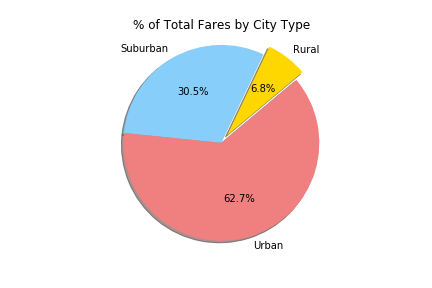 % of Total Fares by City Type
Suburban
Rural
30.5%
6.8%
62.7%
Urban